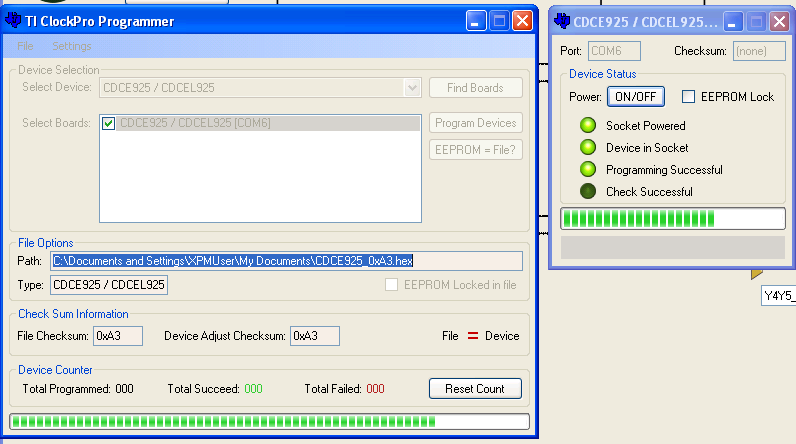 TI ClockPro Programmer
File Settings
Device Selection
Select Device: CDCE925 / CDCEL925 Find Boards
Select Boards: CDCE925 / CDCEL925 [COM6] Program Devices
EEPROM = File?
File Options
Path: C:\Documents and Settings\XPMUser\My Documents\CDCE925_0xA3.hex
Type: CDCE925 / CDCEL925 EEPROM Locked in file
Check Sum Information
File Checksum: 0xA3 Device Adjust Checksum: 0xA3 File = Device
Device Counter
Total Programmed: 000 Total Succeed: 000 Total Failed: 000 Reset Count
CDCE925 / CDCEL925...
Port: COM6 Checksum: (none)
Device Status
Power: ON/OFF EEPROM Lock
Socket Powered
Device in Socket
Programming Successful
Check Successful
Y4Y5_